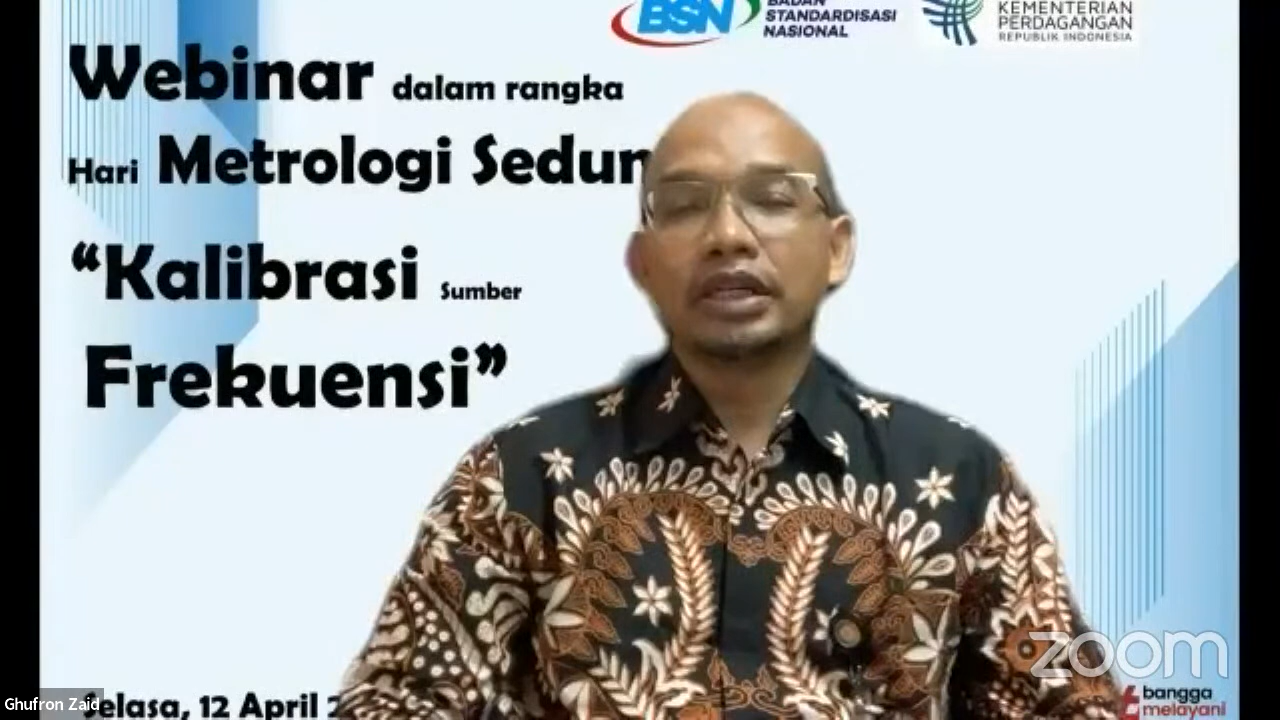 BSN
BADAN
STANDARDISASI
NASIONAL
KEMENTERIAN
PERDAGANGAN
REPUBLIK INDONESIA
Webinar dalam rangka
Hari Metrologi Sedun
“Kalibrasi Sumber
Frekuensi”
zoom
Ghufron Zaid
Selasa, 12 April 2
bangga
melayani